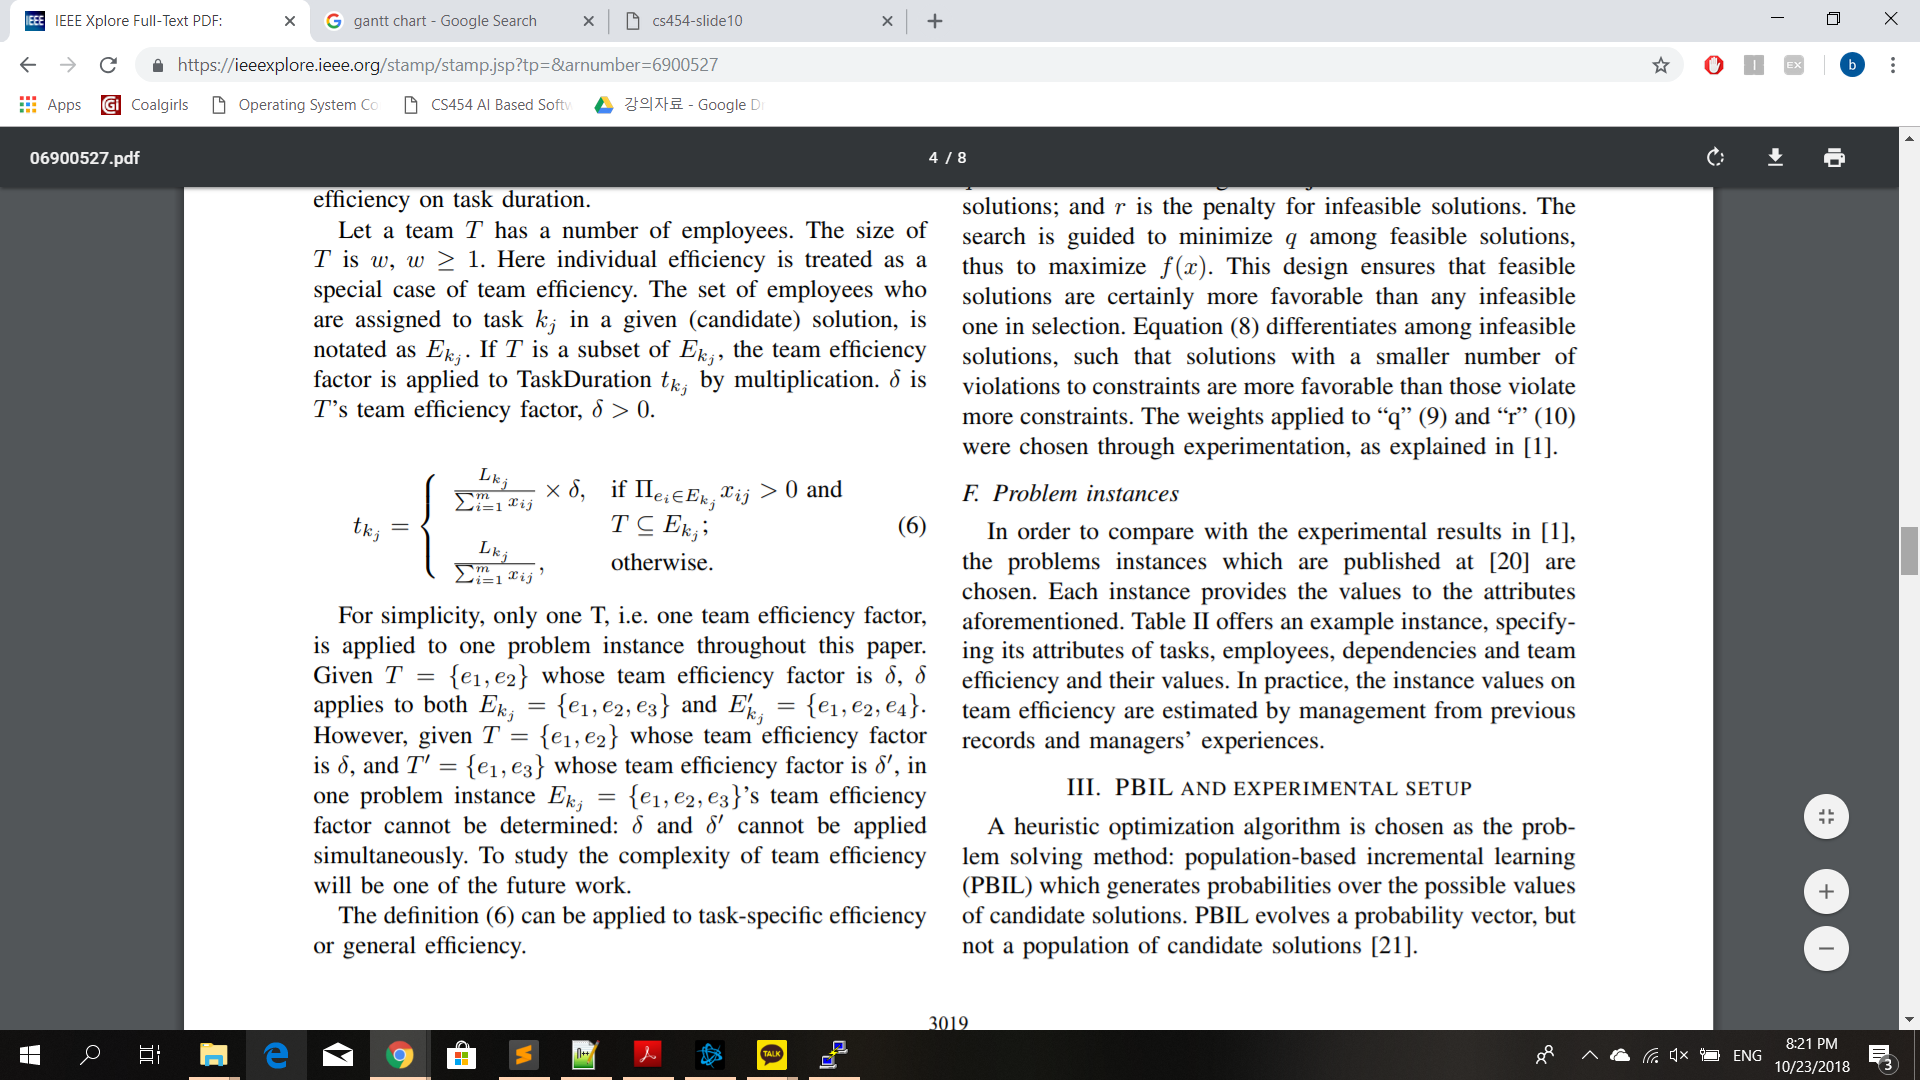 IEEE Xplore Full-Text PDF:
gantt chart - Google Search
cs454-slide10
https://ieeexplore.ieee.org/stamp/stamp.jsp?tp=&arnumber=6900527
b
Apps
Coalgirls
Operating System Co
CS454 AI Based Softw
강의자료 - Google D
06900527.pdf
4 / 8
efficiency on task duration.
Let a team T has a number of employees. The size of
T is w, w ≥ 1. Here individual efficiency is treated as a
special case of team efficiency. The set of employees who
are assigned to task k_j in a given (candidate) solution, is
notated as E_{k_j}. If T is a subset of E_{k_j}, the team efficiency
factor is applied to TaskDuration t_{k_j} by multiplication. δ is
T's team efficiency factor, δ > 0.
t_{k_j} = { \frac{L_{k_j}}{\sum_{i=1}^{m} x_{ij}} × δ, if Π_{e_i∈E_{k_j}} x_{ij} > 0 and
T ⊆ E_{k_j};
\frac{L_{k_j}}{\sum_{i=1}^{m} x_{ij}}, otherwise.
(6)
For simplicity, only one T, i.e. one team efficiency factor,
is applied to one problem instance throughout this paper.
Given T = {e_1, e_2} whose team efficiency factor is δ, δ
applies to both E_{k_j} = {e_1, e_2, e_3} and E'_{k_j} = {e_1, e_2, e_4}.
However, given T = {e_1, e_2} whose team efficiency factor
is δ, and T' = {e_1, e_3} whose team efficiency factor is δ', in
one problem instance E_{k_j} = {e_1, e_2, e_3}'s team efficiency
factor cannot be determined: δ and δ' cannot be applied
simultaneously. To study the complexity of team efficiency
will be one of the future work.
The definition (6) can be applied to task-specific efficiency
or general efficiency.
solutions; and r is the penalty for infeasible solutions. The
search is guided to minimize q among feasible solutions,
thus to maximize f(x). This design ensures that feasible
solutions are certainly more favorable than any infeasible
one in selection. Equation (8) differentiates among infeasible
solutions, such that solutions with a smaller number of
violations to constraints are more favorable than those violate
more constraints. The weights applied to “q” (9) and “r” (10)
were chosen through experimentation, as explained in [1].
F. Problem instances
In order to compare with the experimental results in [1],
the problems instances which are published at [20] are
chosen. Each instance provides the values to the attributes
aforementioned. Table II offers an example instance, specify-
ing its attributes of tasks, employees, dependencies and team
efficiency and their values. In practice, the instance values on
team efficiency are estimated by management from previous
records and managers’ experiences.
III. PBIL AND EXPERIMENTAL SETUP
A heuristic optimization algorithm is chosen as the prob-
lem solving method: population-based incremental learning
(PBIL) which generates probabilities over the possible values
of candidate solutions. PBIL evolves a probability vector, but
not a population of candidate solutions [21].
3019
TALK
ENG
8:21 PM
10/23/2018
3